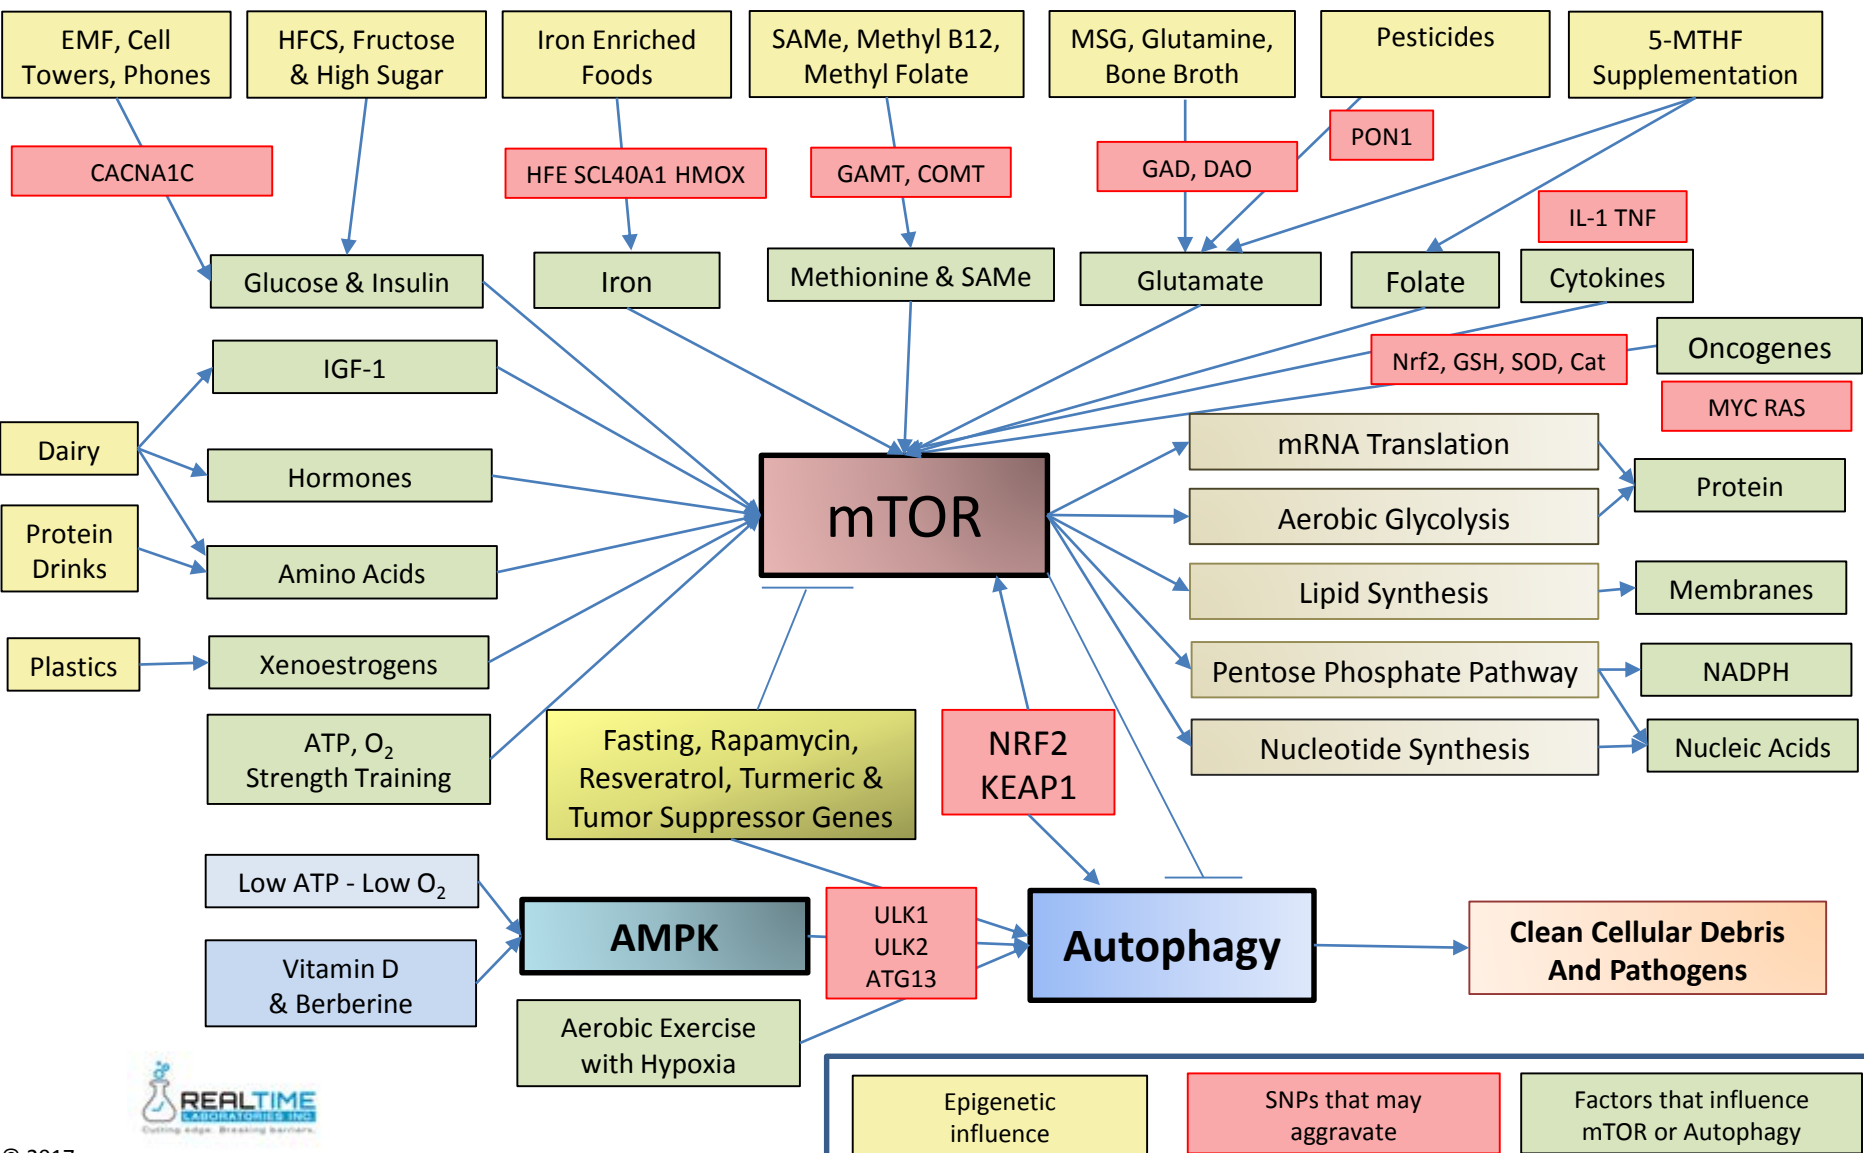 EMF, Cell
Towers, Phones
HFCS, Fructose
& High Sugar
Iron Enriched
Foods
SAMe, Methyl B12,
Methyl Folate
MSG, Glutamine,
Bone Broth
Pesticides
5-MTHF
Supplementation
CACNA1C
HFE SCL40A1 HMOX
GAMT, COMT
GAD, DAO
PON1
IL-1 TNF
Glucose & Insulin
Iron
Methionine & SAMe
Glutamate
Folate
Cytokines
IGF-1
Nrf2, GSH, SOD, Cat
Oncogenes
MYC RAS
Dairy
Hormones
mTOR
mRNA Translation
Protein
Protein
Drinks
Amino Acids
Aerobic Glycolysis
Lipid Synthesis
Membranes
Plastics
Xenoestrogens
Pentose Phosphate Pathway
NADPH
ATP, O2
Strength Training
Fasting, Rapamycin,
Resveratrol, Turmeric &
Tumor Suppressor Genes
NRF2
KEAP1
Nucleotide Synthesis
Nucleic Acids
Low ATP - Low O2
AMPK
ULK1
ULK2
ATG13
Autophagy
Clean Cellular Debris
And Pathogens
Vitamin D
& Berberine
Aerobic Exercise
with Hypoxia
REALTIME
LABORATORIES INC
Cutting edge. Breaking barriers.
Epigenetic
influence
SNPs that may
aggravate
Factors that influence
mTOR or Autophagy
© 2017